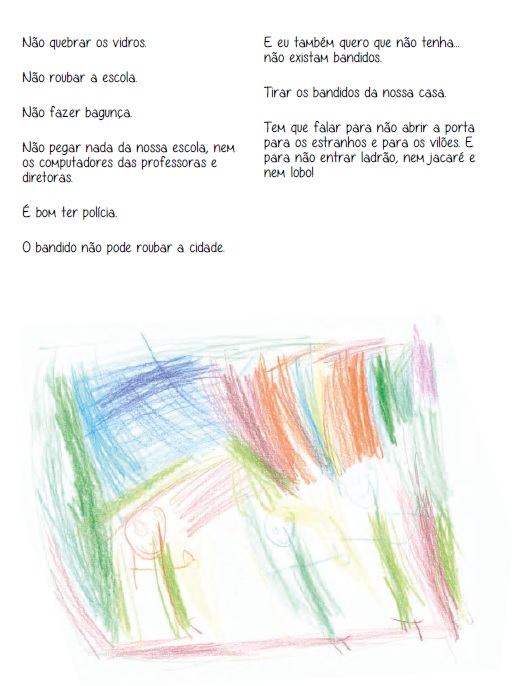 Não quebrar os vidros.
Não roubar a escola.
Não fazer bagunça.
Não pegar nada da nossa escola, nem
os computadores das professoras e
diretoras.
É bom ter polícia.
O bandido não pode roubar a cidade.
E eu também quero que não tenha...
não existam bandidos.
Tirar os bandidos da nossa casa.
Tem que falar para não abrir a porta
para os estranhos e para os vilões. E
para não entrar ladrão, nem jacaré e
nem lobo!